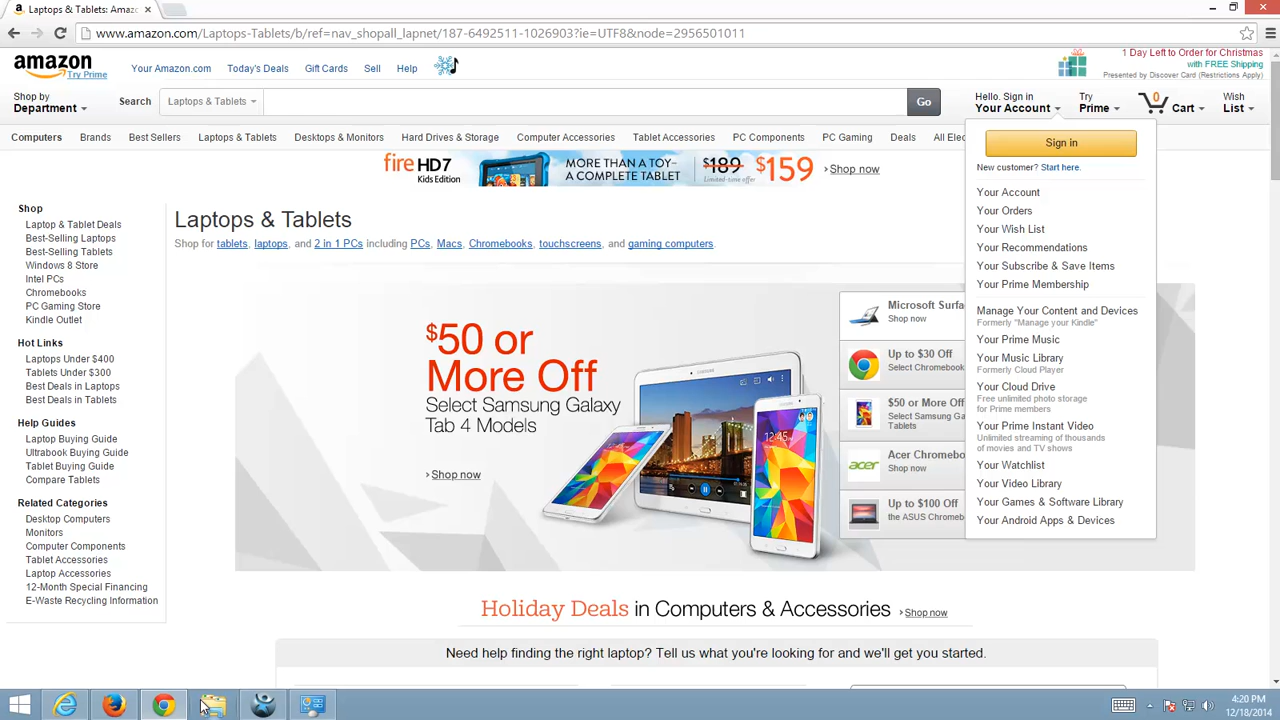 Laptops & Tablets: Amaz
www.amazon.com/Laptops-Tablets/b/ref=nav_shopall_lapnet/187-6492511-1026903?ie=UTF8&node=2956501011
amazon
Try Prime
Your Amazon.com Today's Deals Gift Cards Sell Help
1 Day Left to Order for Christmas
with FREE Shipping
Presented by Discover Card (Restrictions Apply)
Shop by
Department
Search Laptops & Tablets Go
Hello. Sign in
Your Account
Try
Prime
0
Cart
Wish
List
Computers Brands Best Sellers Laptops & Tablets Desktops & Monitors Hard Drives & Storage Computer Accessories Tablet Accessories PC Components PC Gaming Deals All Elec
fire HD7
Kids Edition
MORE THAN A TOY–
A COMPLETE TABLET
$189
Limited-time offer
$159
Shop now
Sign in
New customer? Start here.
Your Account
Your Orders
Your Wish List
Your Recommendations
Your Subscribe & Save Items
Your Prime Membership
Manage Your Content and Devices
Formerly "Manage your Kindle"
Your Prime Music
Your Music Library
Formerly Cloud Player
Your Cloud Drive
Free unlimited photo storage
for Prime members
Your Prime Instant Video
Unlimited streaming of thousands
of movies and TV shows
Your Watchlist
Your Video Library
Your Games & Software Library
Your Android Apps & Devices
Shop
Laptop & Tablet Deals
Best-Selling Laptops
Best-Selling Tablets
Windows 8 Store
Intel PCs
Chromebooks
PC Gaming Store
Kindle Outlet
Hot Links
Laptops Under $400
Tablets Under $300
Best Deals in Laptops
Best Deals in Tablets
Help Guides
Laptop Buying Guide
Ultrabook Buying Guide
Tablet Buying Guide
Compare Tablets
Related Categories
Desktop Computers
Monitors
Computer Components
Tablet Accessories
Laptop Accessories
12-Month Special Financing
E-Waste Recycling Information
Laptops & Tablets
Shop for tablets, laptops, and 2 in 1 PCs including PCs, Macs, Chromebooks, touchscreens, and gaming computers.
$50 or
More Off
Select Samsung Galaxy
Tab 4 Models
Shop now
SAMSUNG
12:45
Microsoft Surfa
Shop now
Up to $30 Off
Select Chromebook
$50 or More Off
Select Samsung Ga
Tablets
acer
Acer Chromebo
Shop now
Up to $100 Off
the ASUS Chromeb
Holiday Deals in Computers & Accessories Shop now
Need help finding the right laptop? Tell us what you're looking for and we'll get you started.
4:20 PM
12/18/2014